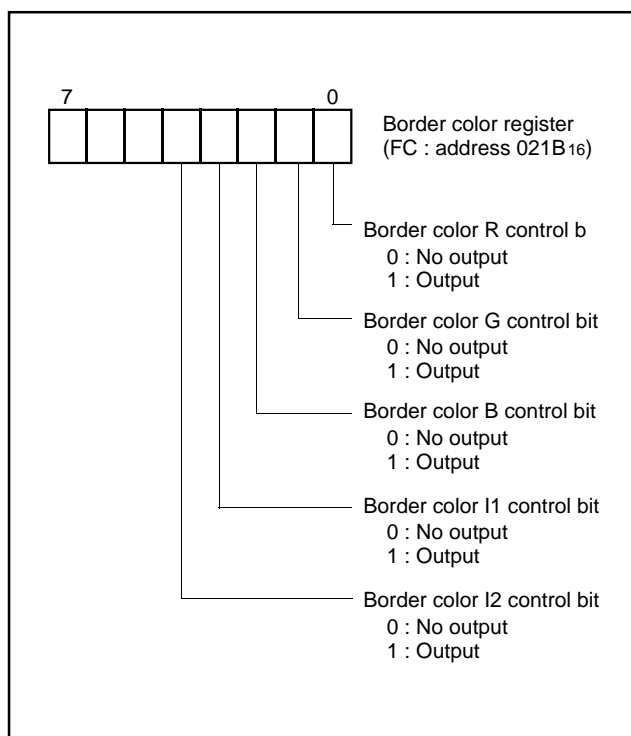 7 0
Border color register
(FC : address 021B16)
Border color R control b
0 : No output
1 : Output
Border color G control bit
0 : No output
1 : Output
Border color B control bit
0 : No output
1 : Output
Border color I1 control bit
0 : No output
1 : Output
Border color I2 control bit
0 : No output
1 : Output